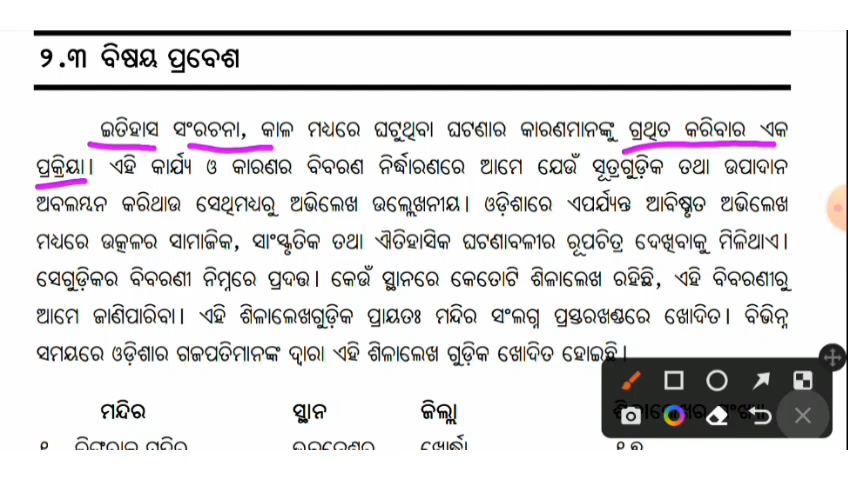 ୨.୩ ବିଷୟ ପ୍ରବେଶ
ଇତିହାସ ସଂରଚନା, କାଳ ମଧ୍ୟରେ ଘଟୁଥିବା ଘଟଣାର କାରଣମାନଙ୍କୁ ଗ୍ରଥିତ କରିବାର ଏକ
ପ୍ରକ୍ରିୟା। ଏହି କାର୍ଯ୍ୟ ଓ କାରଣର ବିବରଣ ନିର୍ଦ୍ଧାରଣରେ ଆମେ ଯେଉଁ ସୂତ୍ରଗୁଡ଼ିକ ତଥା ଉପାଦାନ
ଅବଲମ୍ବନ କରିଥାଉ ସେଥିମଧ୍ୟରୁ ଅଭିଲେଖ ଉଲ୍ଲେଖନୀୟ। ଓଡ଼ିଶାରେ ଏପର୍ଯ୍ୟନ୍ତ ଆବିଷ୍କୃତ ଅଭିଲେଖ
ମଧ୍ୟରେ ଉତ୍କଳର ସାମାଜିକ, ସାଂସ୍କୃତିକ ତଥା ଐତିହାସିକ ଘଟଣାବଳୀର ରୂପଚିତ୍ର ଦେଖିବାକୁ ମିଳିଥାଏ।
ସେଗୁଡ଼ିକର ବିବରଣୀ ନିମ୍ନରେ ପ୍ରଦତ୍ତ। କେଉଁ ସ୍ଥାନରେ କେତୋଟି ଶିଳାଲେଖ ରହିଛି, ଏହି ବିବରଣୀରୁ
ଆମେ ଜାଣିପାରିବା। ଏହି ଶିଳାଲେଖଗୁଡ଼ିକ ପ୍ରାୟତଃ ମନ୍ଦିର ସଂଲଗ୍ନ ପ୍ରସ୍ତରଖଣ୍ଡରେ ଖୋଦିତ। ବିଭିନ୍ନ
ସମୟରେ ଓଡ଼ିଶାର ଗଜପତିମାନଙ୍କ ଦ୍ୱାରା ଏହି ଶିଳାଲେଖ ଗୁଡ଼ିକ ଖୋଦିତ ହୋଇଛି।
ମନ୍ଦିର ସ୍ଥାନ ଜିଲ୍ଲା